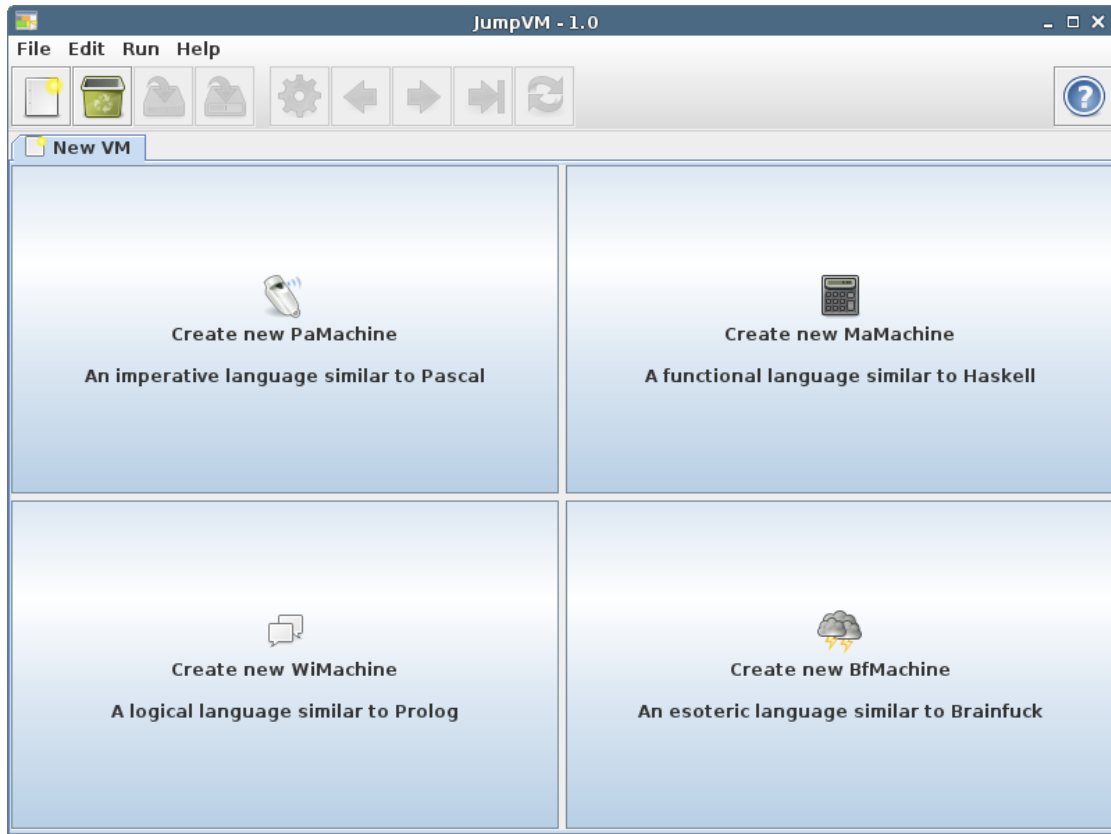 JumpVM - 1.0
File Edit Run Help
New VM
Create new PaMachine
An imperative language similar to Pascal
Create new MaMachine
A functional language similar to Haskell
Create new WiMachine
A logical language similar to Prolog
Create new BfMachine
An esoteric language similar to Brainfuck